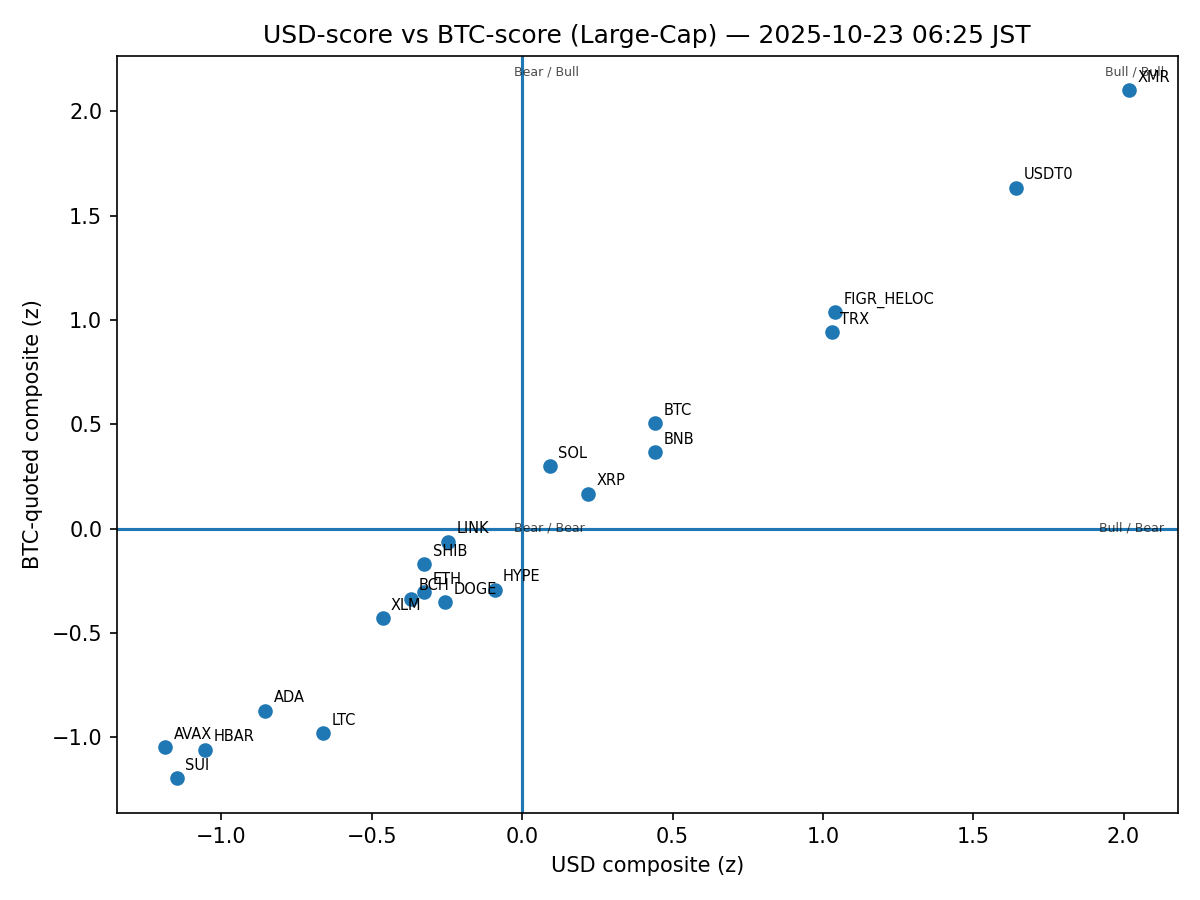 USD-score vs BTC-score (Large-Cap) — 2025-10-23 06:25 JST
Bear / Bull
Bull / Bull
XMR
USDT0
FIGR_HELOC
TRX
BTC
BNB
SOL
XRP
LINK
Bear / Bear
Bull / Bear
SHIB
ETH
HYPE
BCH
DOGE
XLM
ADA
LTC
AVAX
HBAR
SUI
2.0
1.5
1.0
0.5
0.0
−0.5
−1.0
BTC-quoted composite (z)
−1.0
−0.5
0.0
0.5
1.0
1.5
2.0
USD composite (z)